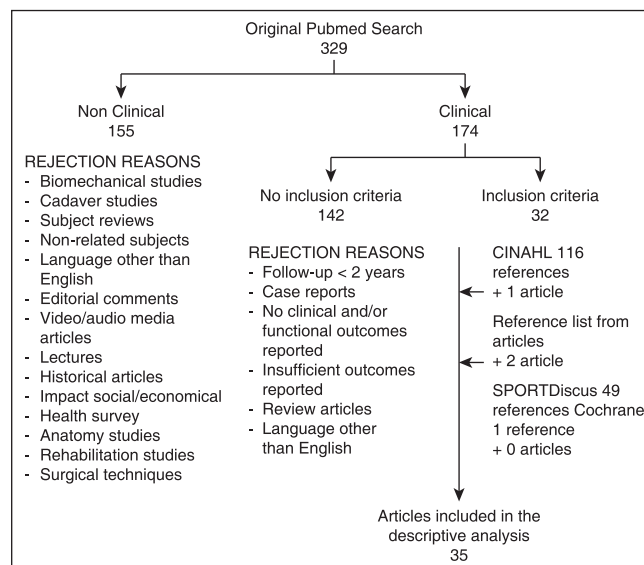 Original Pubmed Search
329
Non Clinical
155
Clinical
174
REJECTION REASONS
- Biomechanical studies
- Cadaver studies
- Subject reviews
- Non-related subjects
- Language other than
English
- Editorial comments
- Video/audio media
articles
- Lectures
- Historical articles
- Impact social/economical
- Health survey
- Anatomy studies
- Rehabilitation studies
- Surgical techniques
No inclusion criteria
142
Inclusion criteria
32
REJECTION REASONS
- Follow-up < 2 years
- Case reports
- No clinical and/or
functional outcomes
reported
- Insufficient outcomes
reported
- Review articles
- Language other
than English
CINAHL 116
references
+ 1 article
Reference list from
articles
+ 2 article
SPORTDiscus 49
references Cochrane
1 reference
+ 0 articles
Articles included in the
descriptive analysis
35